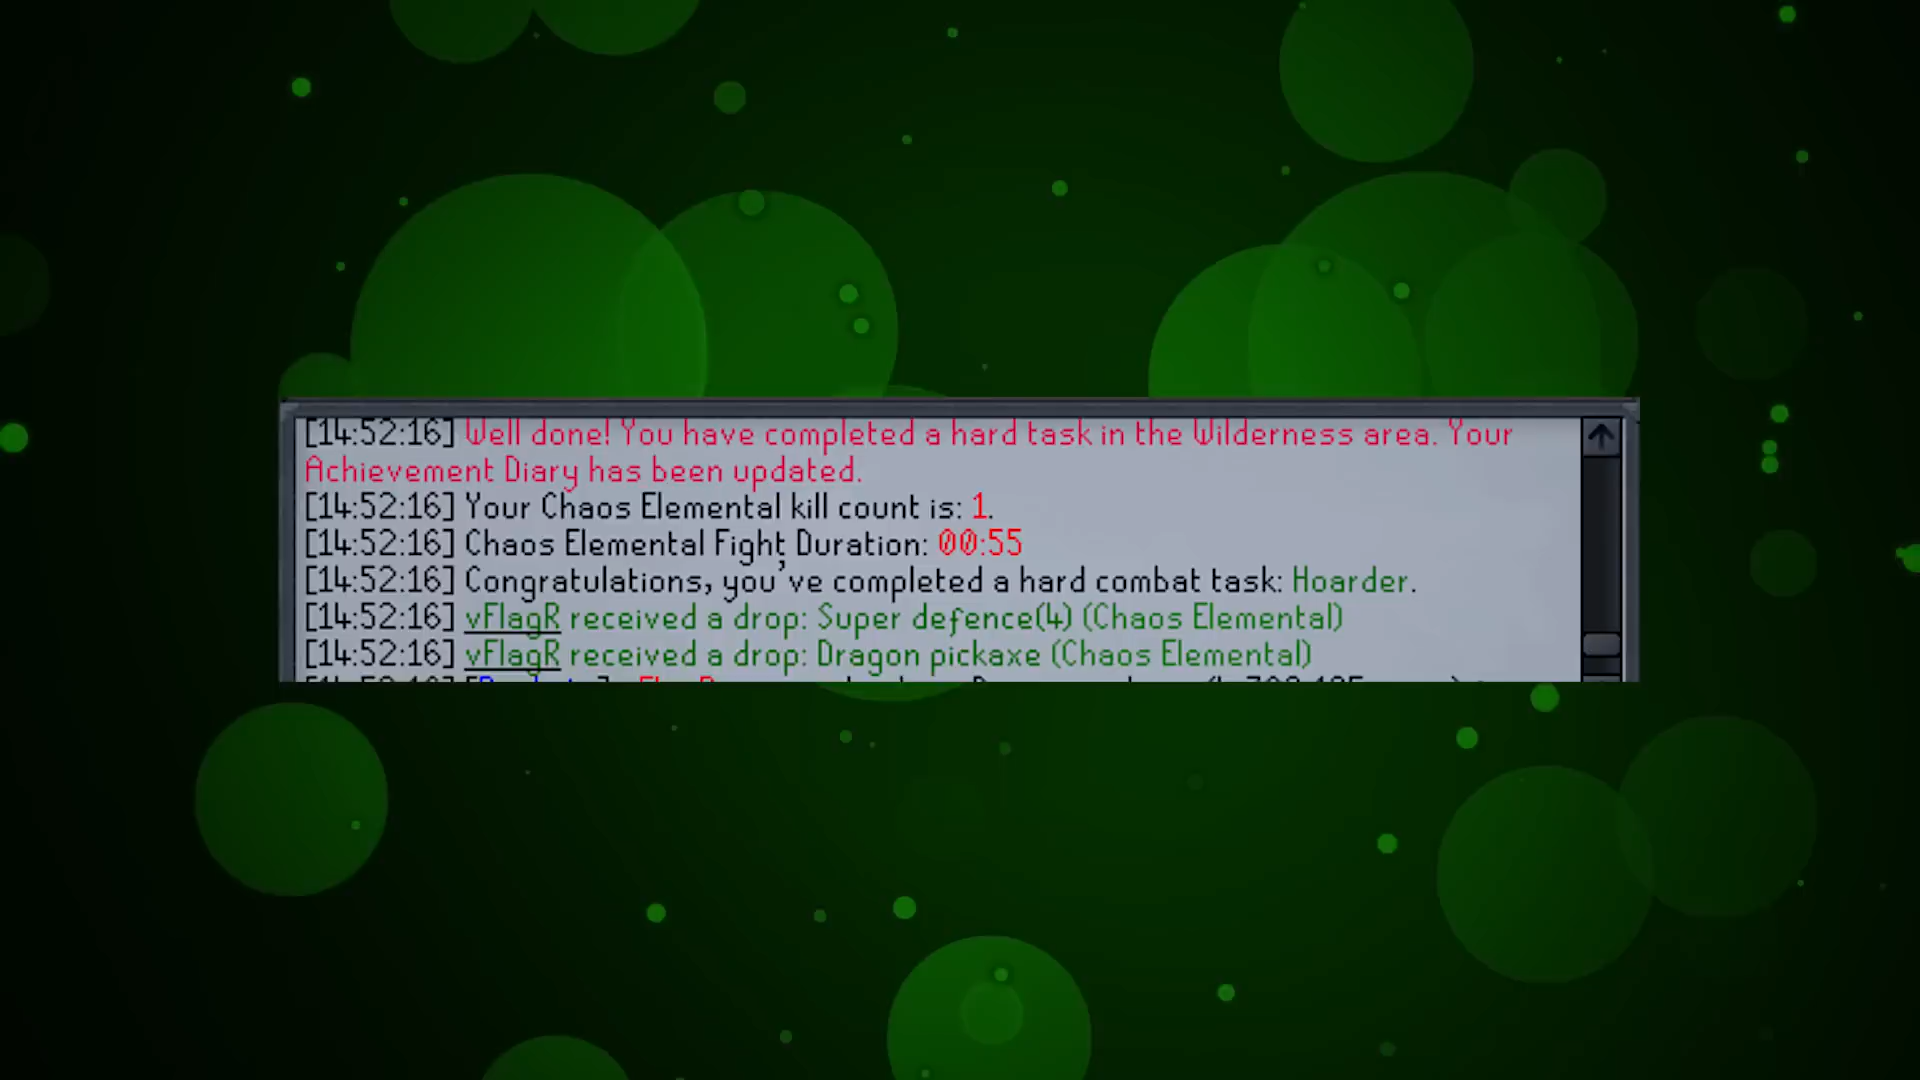 [14:52:16] Well done! You have completed a hard task in the Wilderness area. Your
Achievement Diary has been updated.
[14:52:16] Your Chaos Elemental kill count is: 1.
[14:52:16] Chaos Elemental Fight Duration: 00:55
[14:52:16] Congratulations, you've completed a hard combat task: Hoarder.
[14:52:16] vFlagR received a drop: Super defence(4) (Chaos Elemental)
[14:52:16] vFlagR received a drop: Dragon pickaxe (Chaos Elemental)